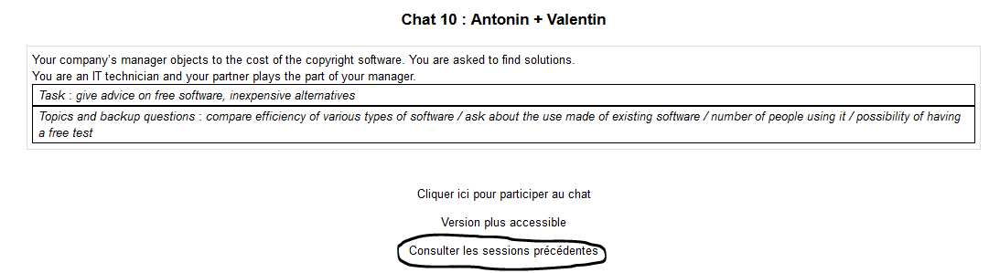 Chat 10 : Antonin + Valentin
Your company's manager objects to the cost of the copyright software. You are asked to find solutions.
You are an IT technician and your partner plays the part of your manager.
Task : give advice on free software, inexpensive alternatives
Topics and backup questions : compare efficiency of various types of software / ask about the use made of existing software / number of people using it / possibility of having
a free test
Cliquer ici pour participer au chat
Version plus accessible
Consulter les sessions précédentes